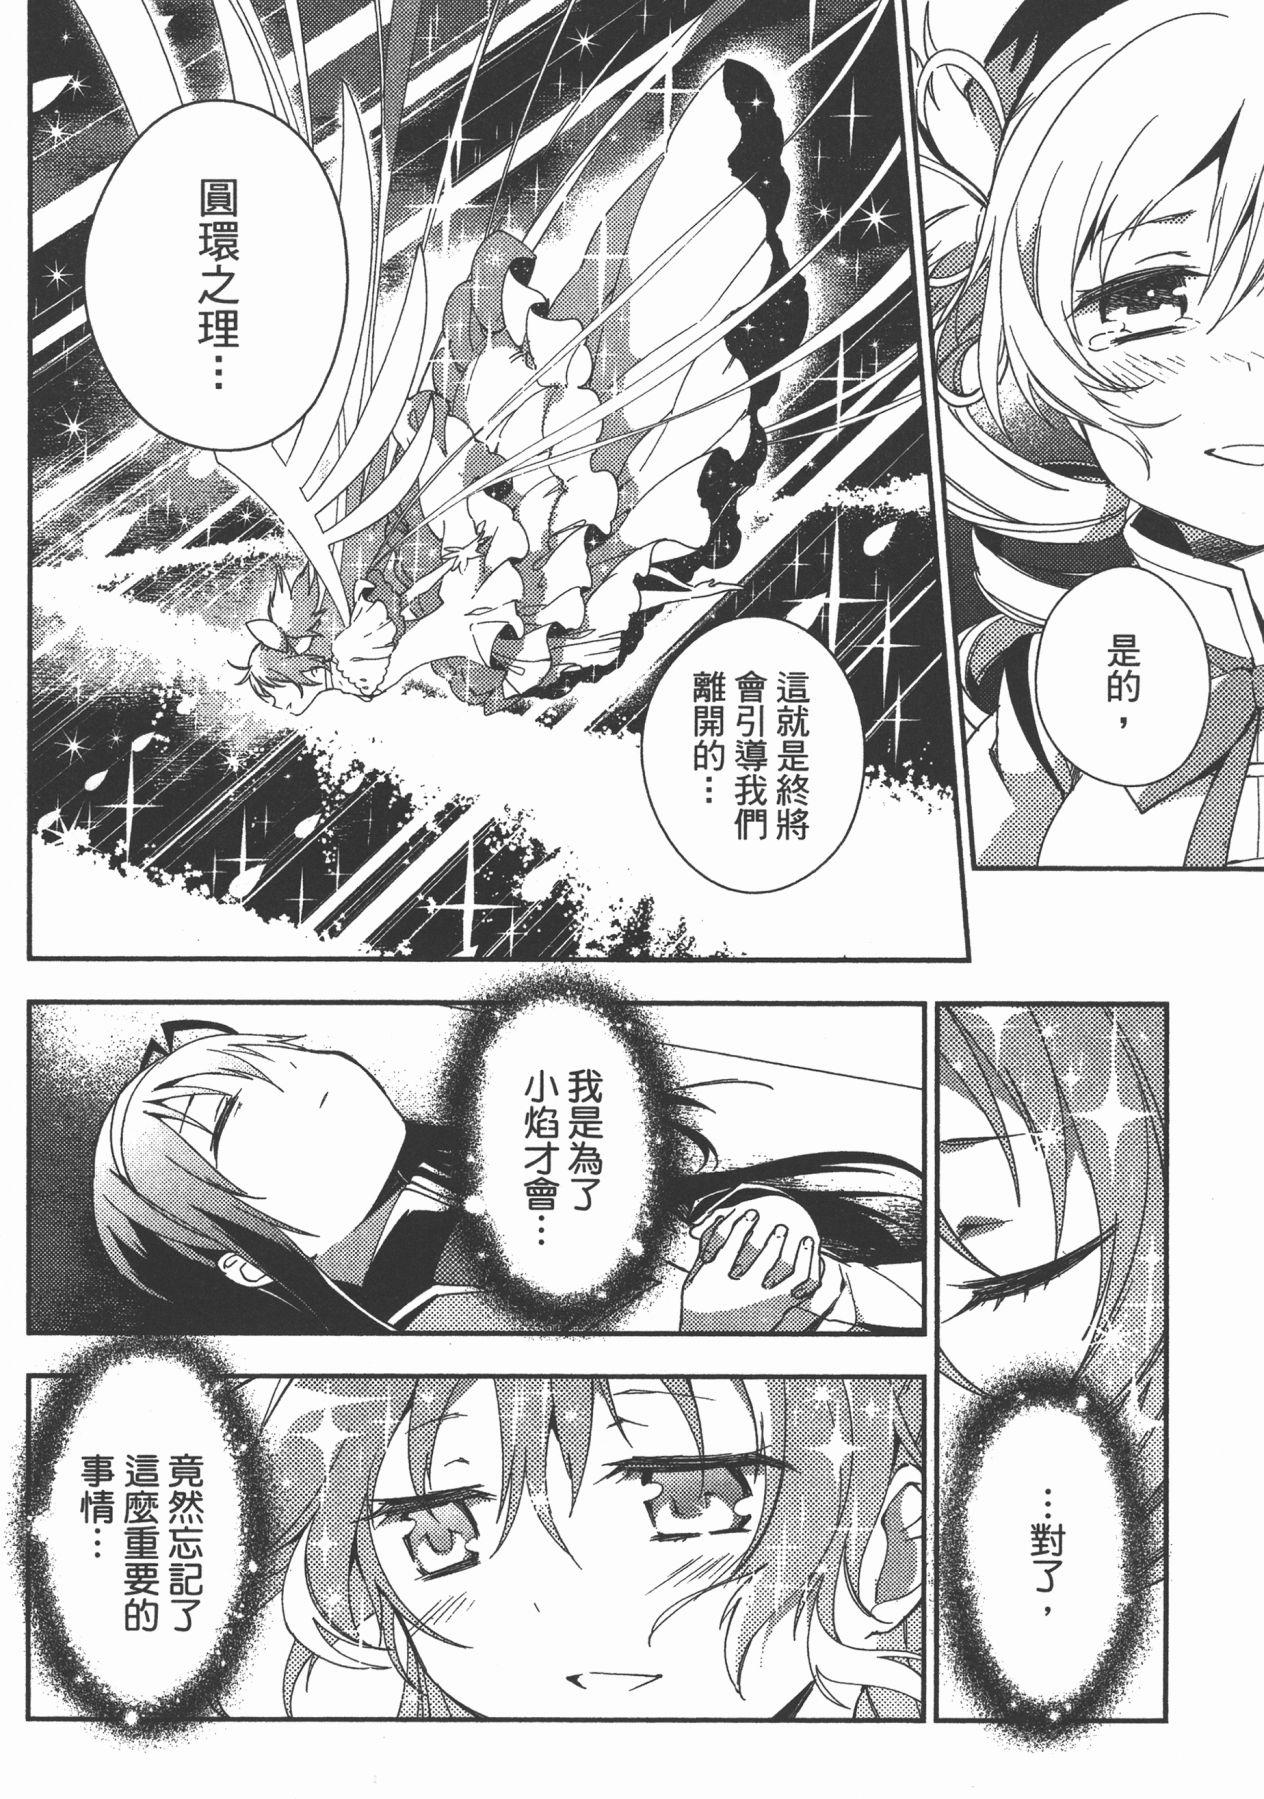 是的，
這就是終將
會引導我們
離開的…
圓環之理…
…對了，
我是為了
小焰才會…
竟然忘記了
這麼重要的
事情…